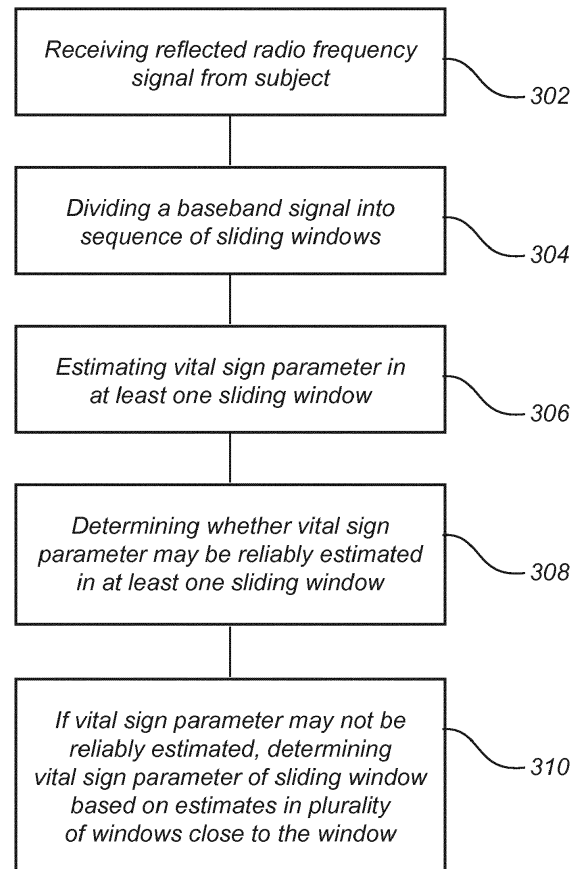 Receiving reflected radio frequency
signal from subject
302
Dividing a baseband signal into
sequence of sliding windows
304
Estimating vital sign parameter in
at least one sliding window
306
Determining whether vital sign
parameter may be reliably estimated
in at least one sliding window
308
If vital sign parameter may not be
reliably estimated, determining
vital sign parameter of sliding window
based on estimates in plurality
of windows close to the window
310